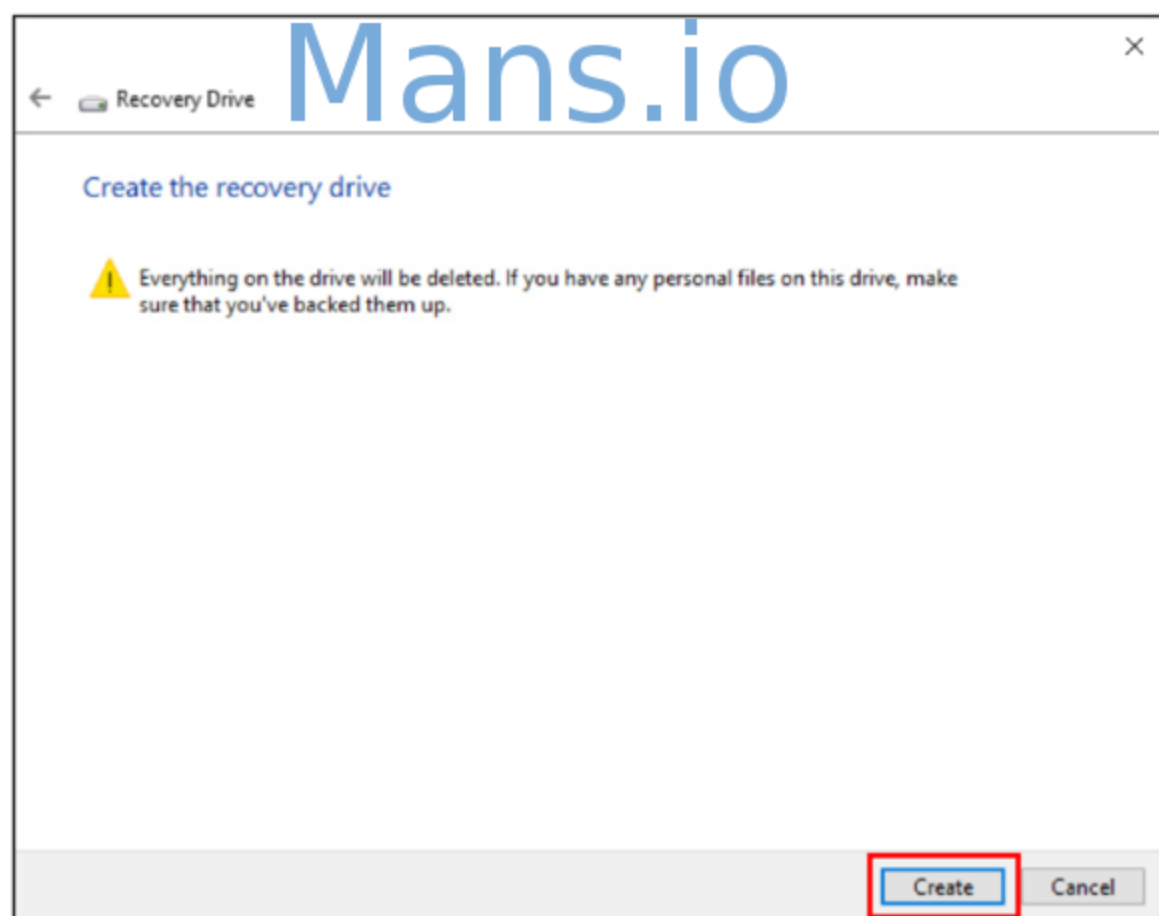 Mans.io
Recovery Drive
Create the recovery drive
Everything on the drive will be deleted. If you have any personal files on this drive, make
sure that you've backed them up.
Create Cancel